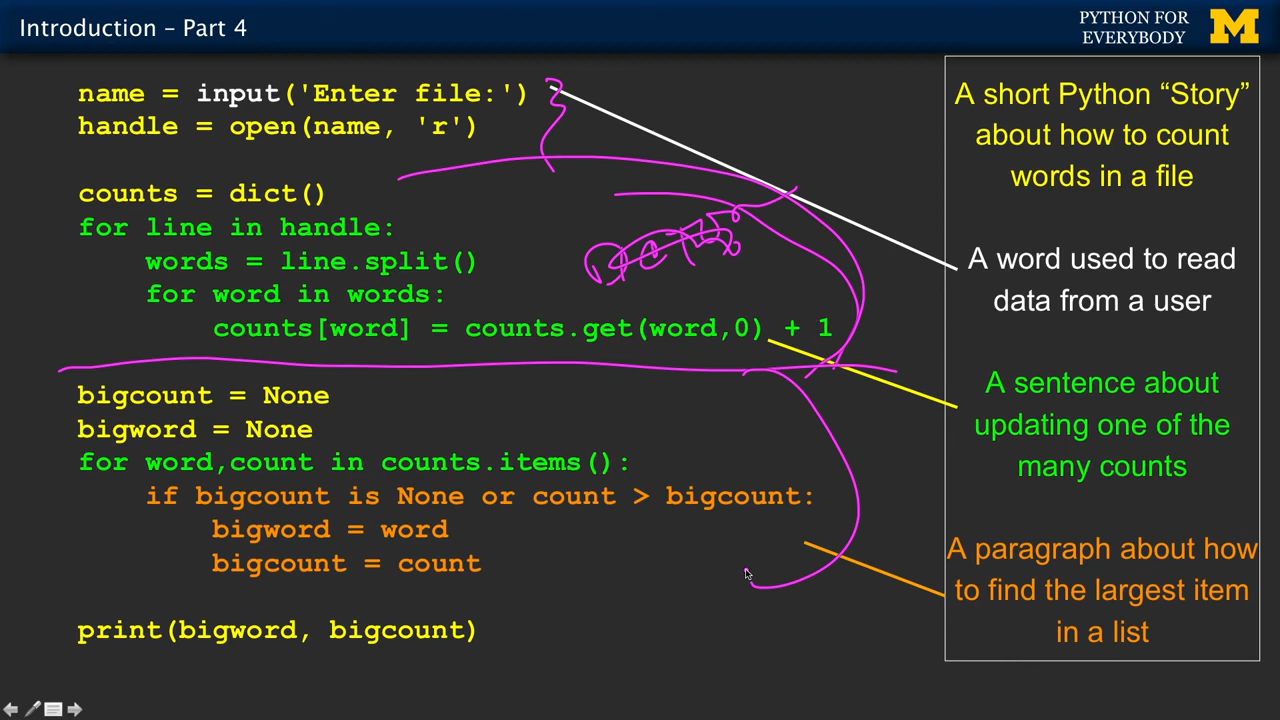 Introduction – Part 4
PYTHON FOR
EVERYBODY
M
name = input('Enter file:')
handle = open(name, 'r')
counts = dict()
for line in handle:
words = line.split()
for word in words:
counts[word] = counts.get(word,0) + 1
bigcount = None
bigword = None
for word,count in counts.items():
if bigcount is None or count > bigcount:
bigword = word
bigcount = count
print(bigword, bigcount)
A short Python “Story”
about how to count
words in a file
A word used to read
data from a user
A sentence about
updating one of the
many counts
A paragraph about how
to find the largest item
in a list